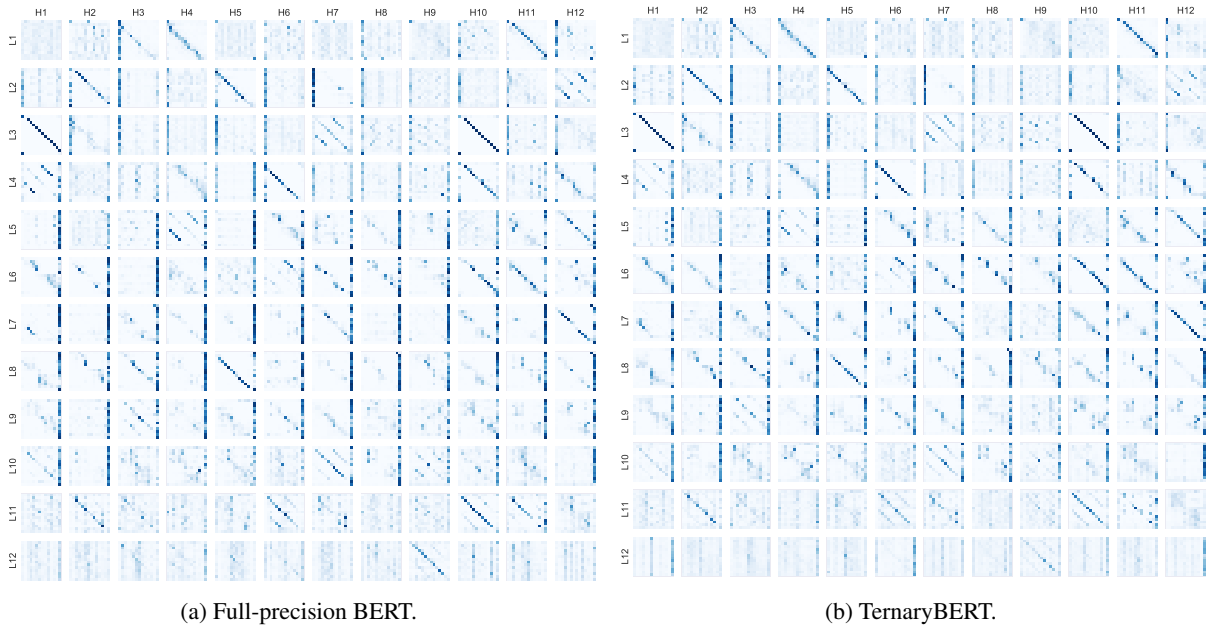 H1 H2 H3 H4 H5 H6 H7 H8 H9 H10 H11 H12
L1
L2
L3
L4
L5
L6
L7
L8
L9
L10
L11
L12
(a) Full-precision BERT.
H1 H2 H3 H4 H5 H6 H7 H8 H9 H10 H11 H12
L1
L2
L3
L4
L5
L6
L7
L8
L9
L10
L11
L12
(b) TernaryBERT.